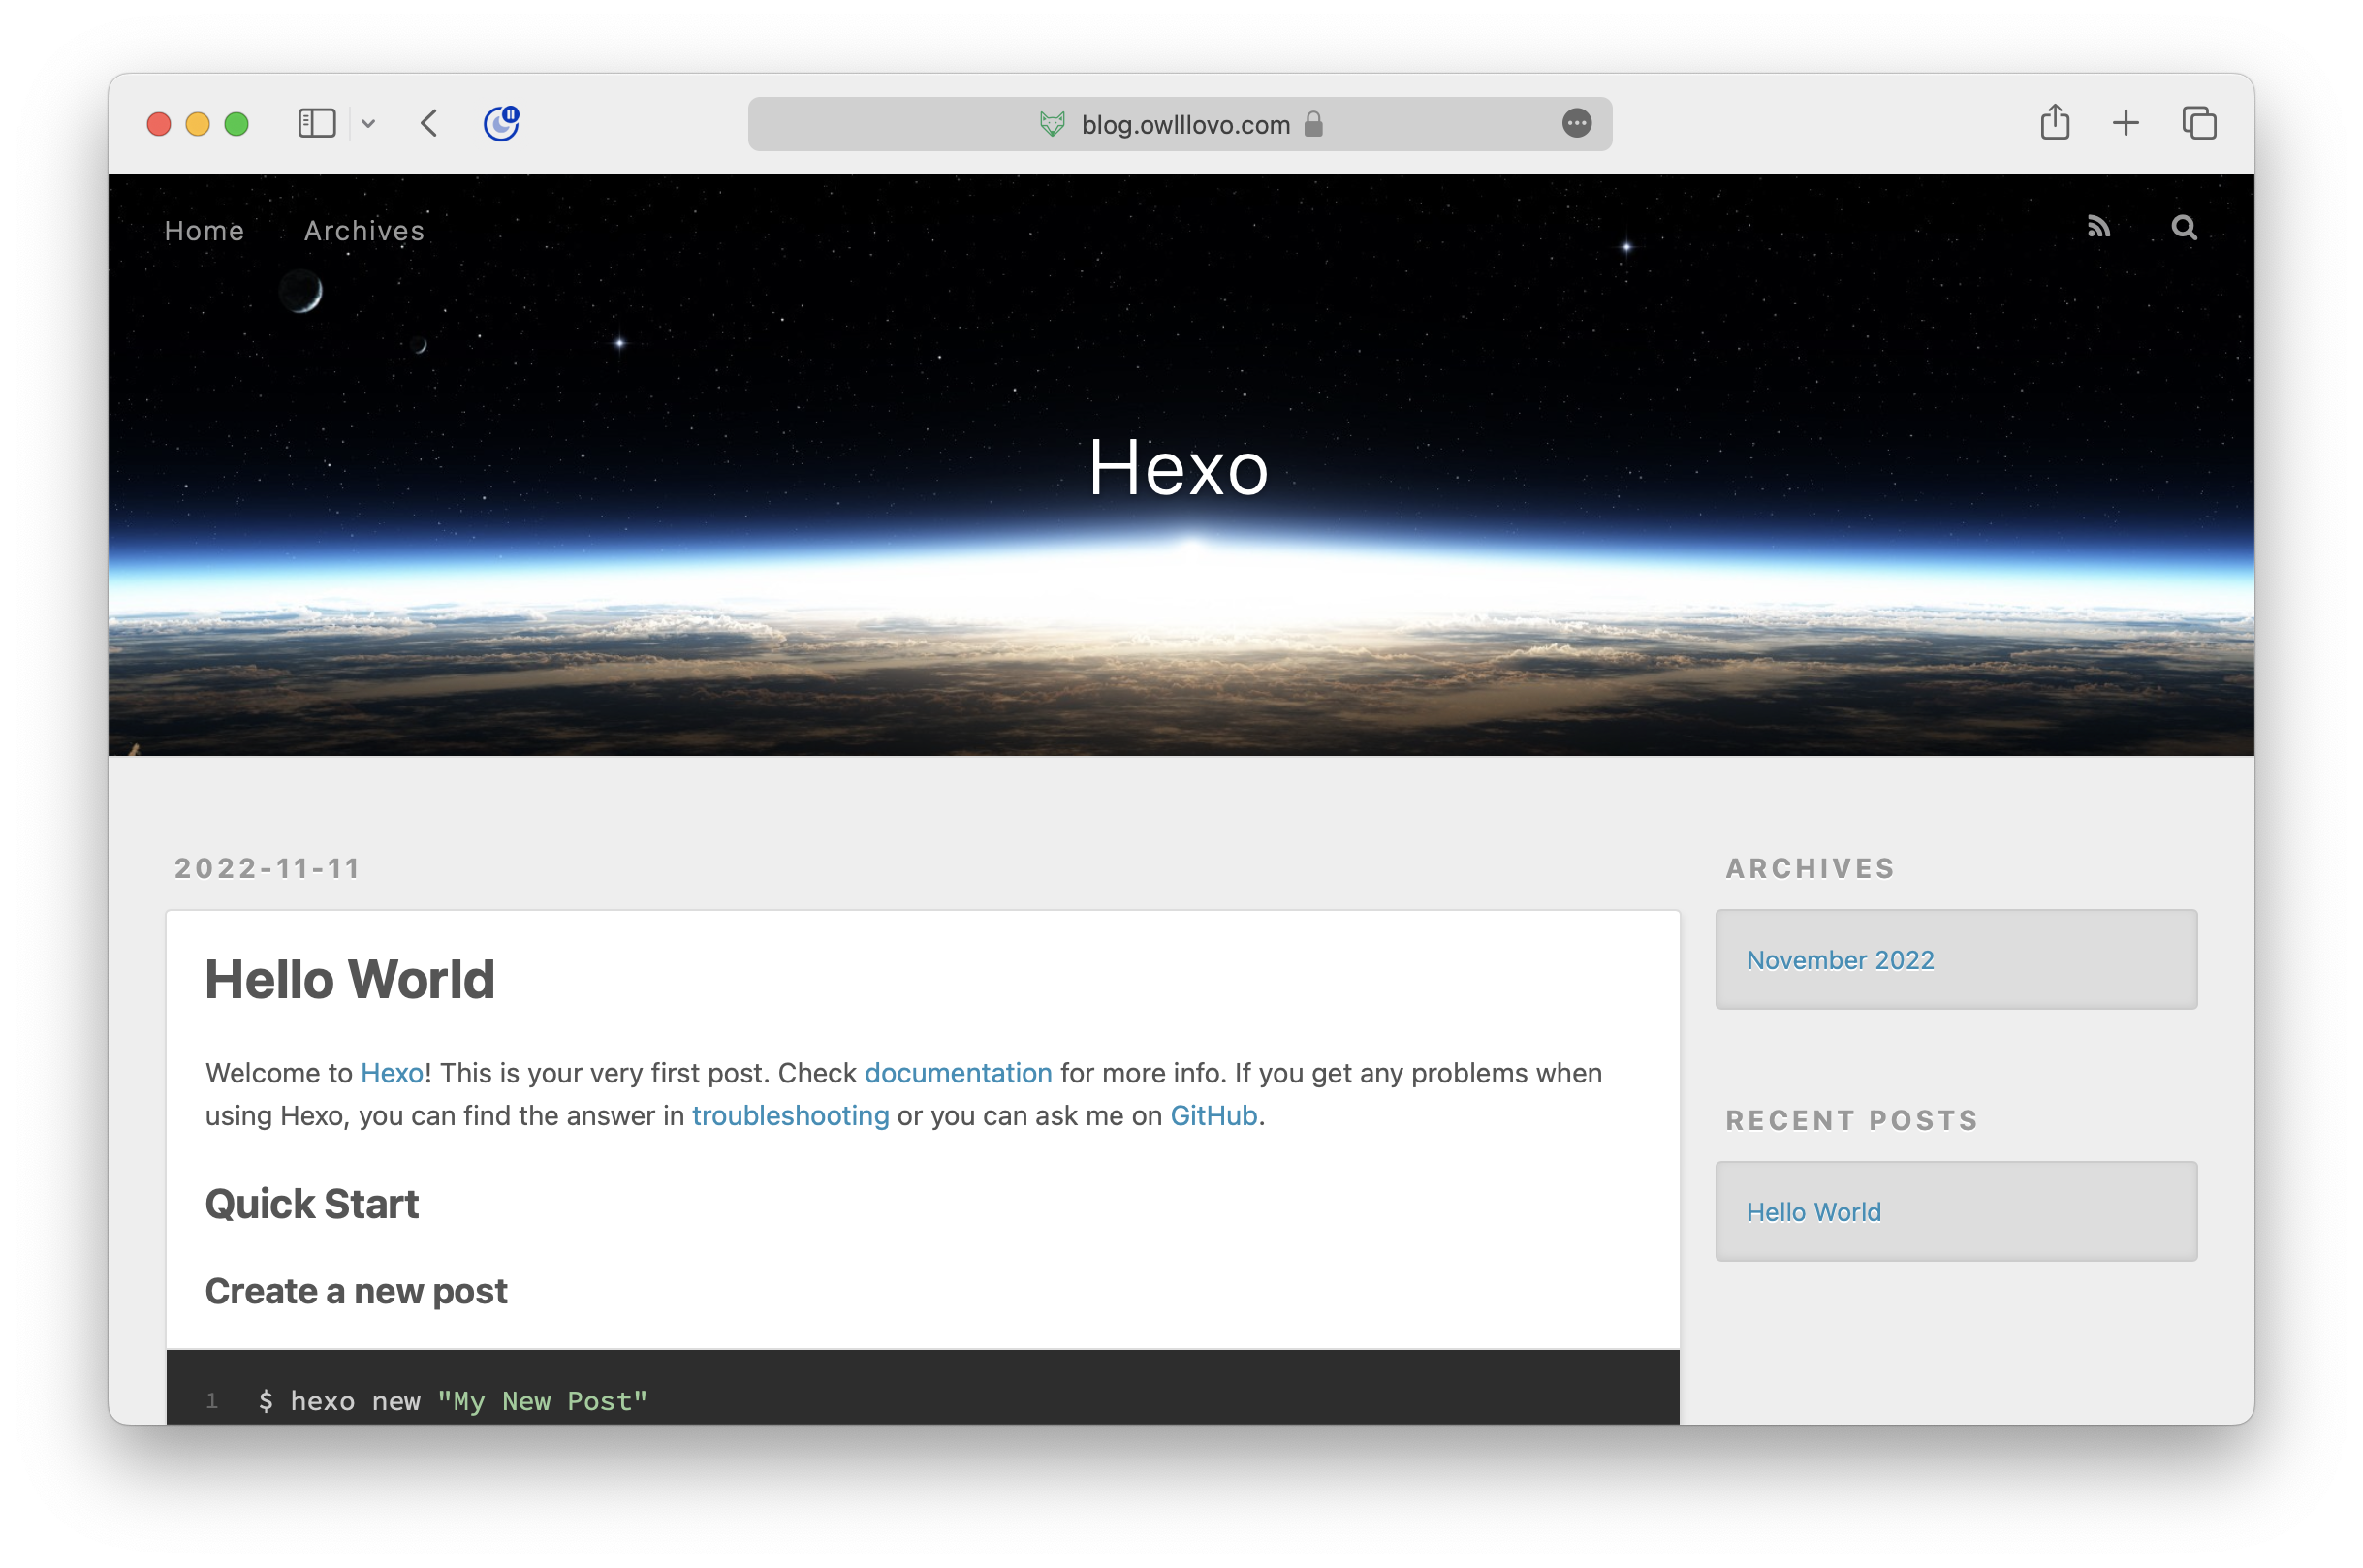 blog.owlllovo.com
Home Archives
Hexo
2022-11-11
Hello World
Welcome to Hexo! This is your very first post. Check documentation for more info. If you get any problems when
using Hexo, you can find the answer in troubleshooting or you can ask me on GitHub.
Quick Start
Create a new post
1 $ hexo new "My New Post"
ARCHIVES
November 2022
RECENT POSTS
Hello World